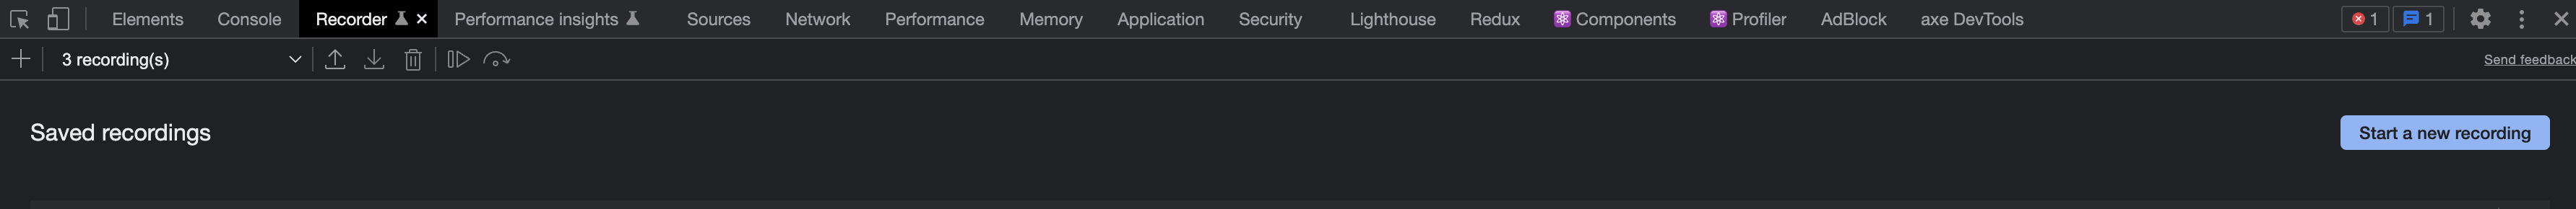 Elements Console Recorder Performance insights Sources Network Performance Memory Application Security Lighthouse Redux Components Profiler AdBlock axe DevTools 1 1
3 recording(s) Send feedback
Saved recordings Start a new recording